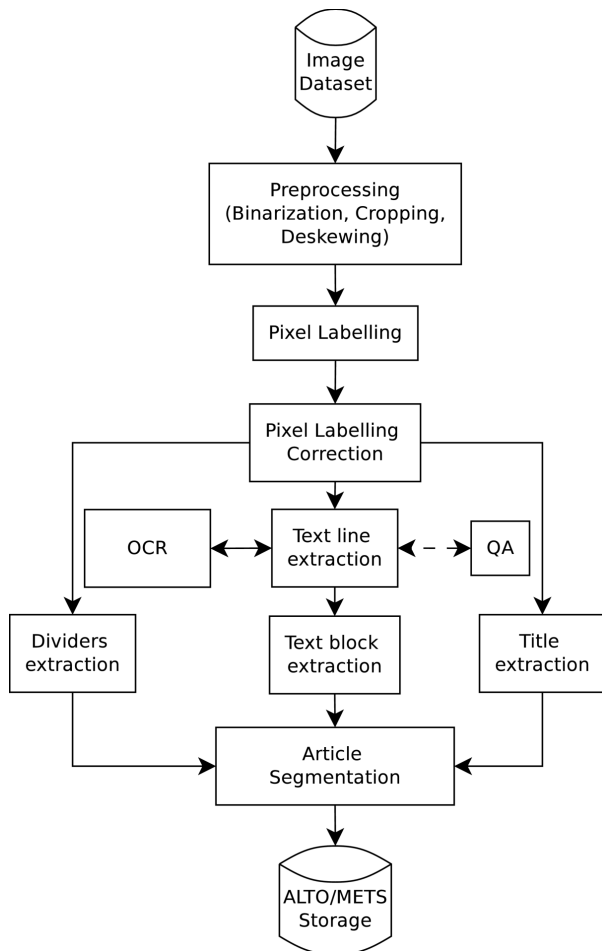 Image
Dataset
Preprocessing
(Binarization, Cropping,
Deskewing)
Pixel Labelling
Pixel Labelling
Correction
OCR
Text line
extraction
QA
Dividers
extraction
Text block
extraction
Title
extraction
Article
Segmentation
ALTO/METS
Storage